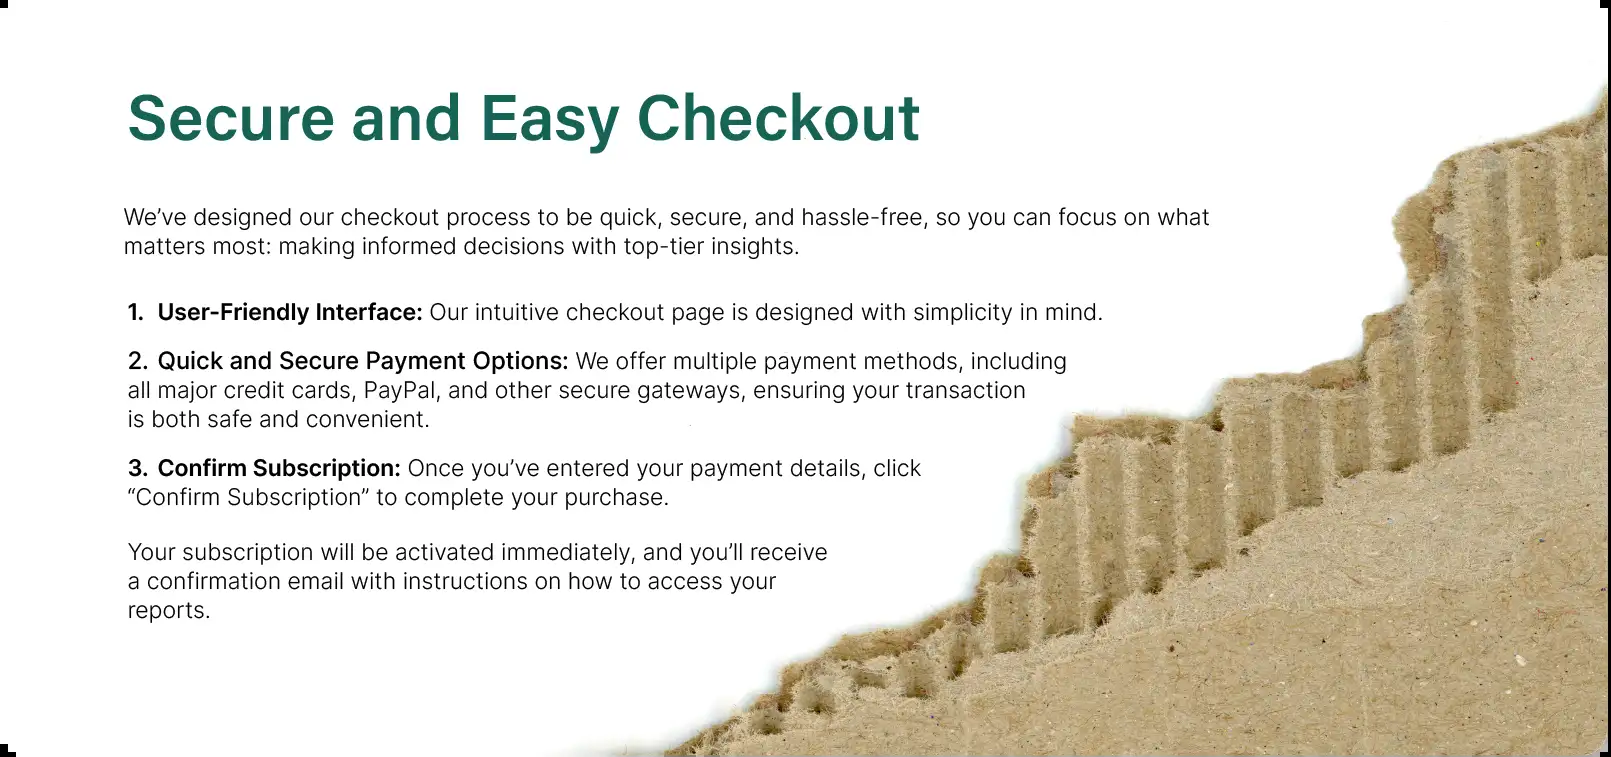 Secure and Easy Checkout
We’ve designed our checkout process to be quick, secure, and hassle-free, so you can focus on what
matters most: making informed decisions with top-tier insights.
1. User-Friendly Interface: Our intuitive checkout page is designed with simplicity in mind.
2. Quick and Secure Payment Options: We offer multiple payment methods, including
all major credit cards, PayPal, and other secure gateways, ensuring your transaction
is both safe and convenient.
3. Confirm Subscription: Once you’ve entered your payment details, click
“Confirm Subscription” to complete your purchase.
Your subscription will be activated immediately, and you’ll receive
a confirmation email with instructions on how to access your
reports.